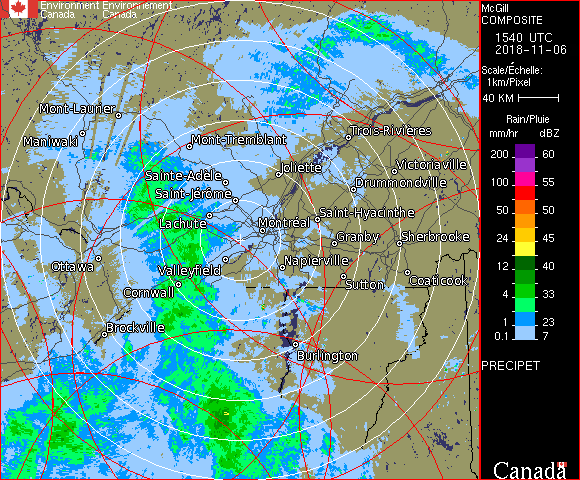 Environment Environnement
Canada Canada
Mont-Laurier
Maniwaki
Mont-Tremblant
Trois-Rivières
Joliette
Victoriaville
Sainte-Adèle
Drummondville
Saint-Jérôme
Lachute
Saint-Hyacinthe
Montréal
Granby
Sherbrooke
Ottawa
Valleyfield
Napierville
Cornwall
Sutton
Coaticook
Brockville
Burlington
McGill
COMPOSITE
1540 UTC
2018-11-06
Scale/Échelle:
1km/Pixel
40 KM
Rain/Pluie
mm/hr dBZ
200 60
100 55
50 50
24 45
12 40
4 33
1 23
0.1 7
PRECIPET
Canada